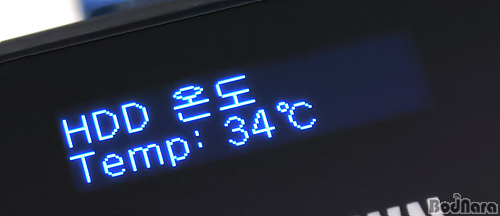 HDD 온도
Temp: 34℃
BodNara